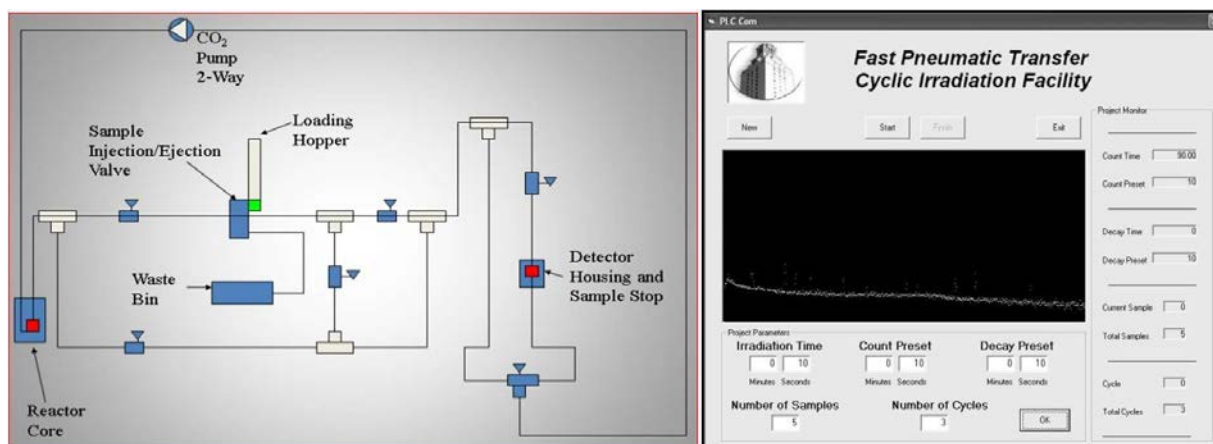 CO₂
Pump
2-Way
Loading
Hopper
Sample
Injection/Ejection
Valve
Waste
Bin
Detector
Housing and
Sample Stop
Reactor
Core
PLC Com
Fast Pneumatic Transfer
Cyclic Irradiation Facility
New
Start
Exit
Project Monitor
Count Time 90.00
Count Preset 10
Decay Time 0
Decay Preset 10
Current Sample 0
Total Samples 5
Cycle 0
Total Cycles 3
Project Parameters
Irradiation Time Count Preset Decay Preset
0 10 0 10 0 10
Minutes Seconds Minutes Seconds Minutes Seconds
Number of Samples Number of Cycles
5 3 OK